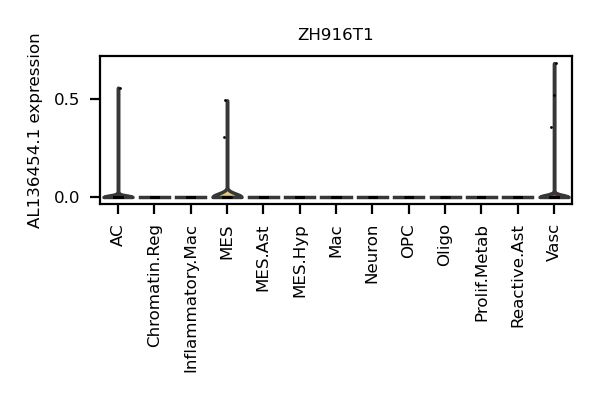 ZH916T1
AL136454.1 expression
0.5
0.0
AC
Chromatin.Reg
Inflammatory.Mac
MES
MES.Ast
MES.Hyp
Mac
Neuron
OPC
Oligo
Prolif.Metab
Reactive.Ast
Vasc